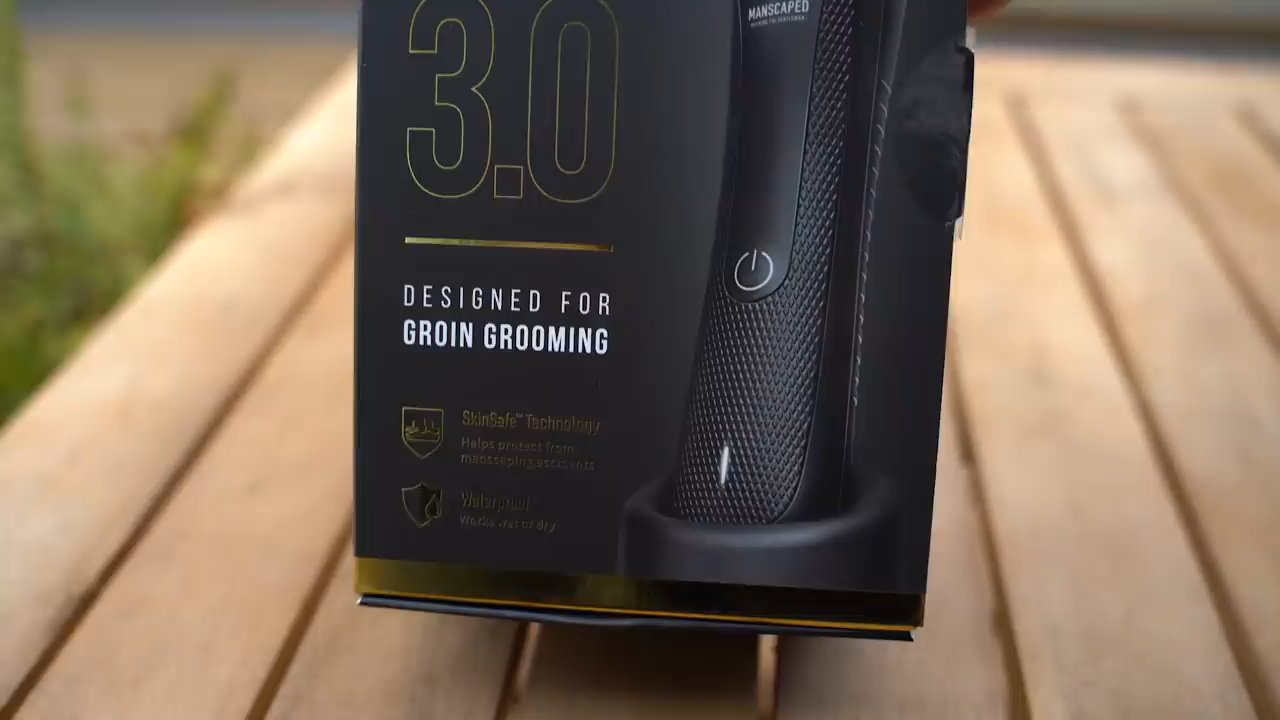 3.0
MANSCAPED
DESIGNED FOR
GROIN GROOMING
SkinSafe™ Technology
Helps protect from
manscaping accidents
Waterproof
Works wet or dry